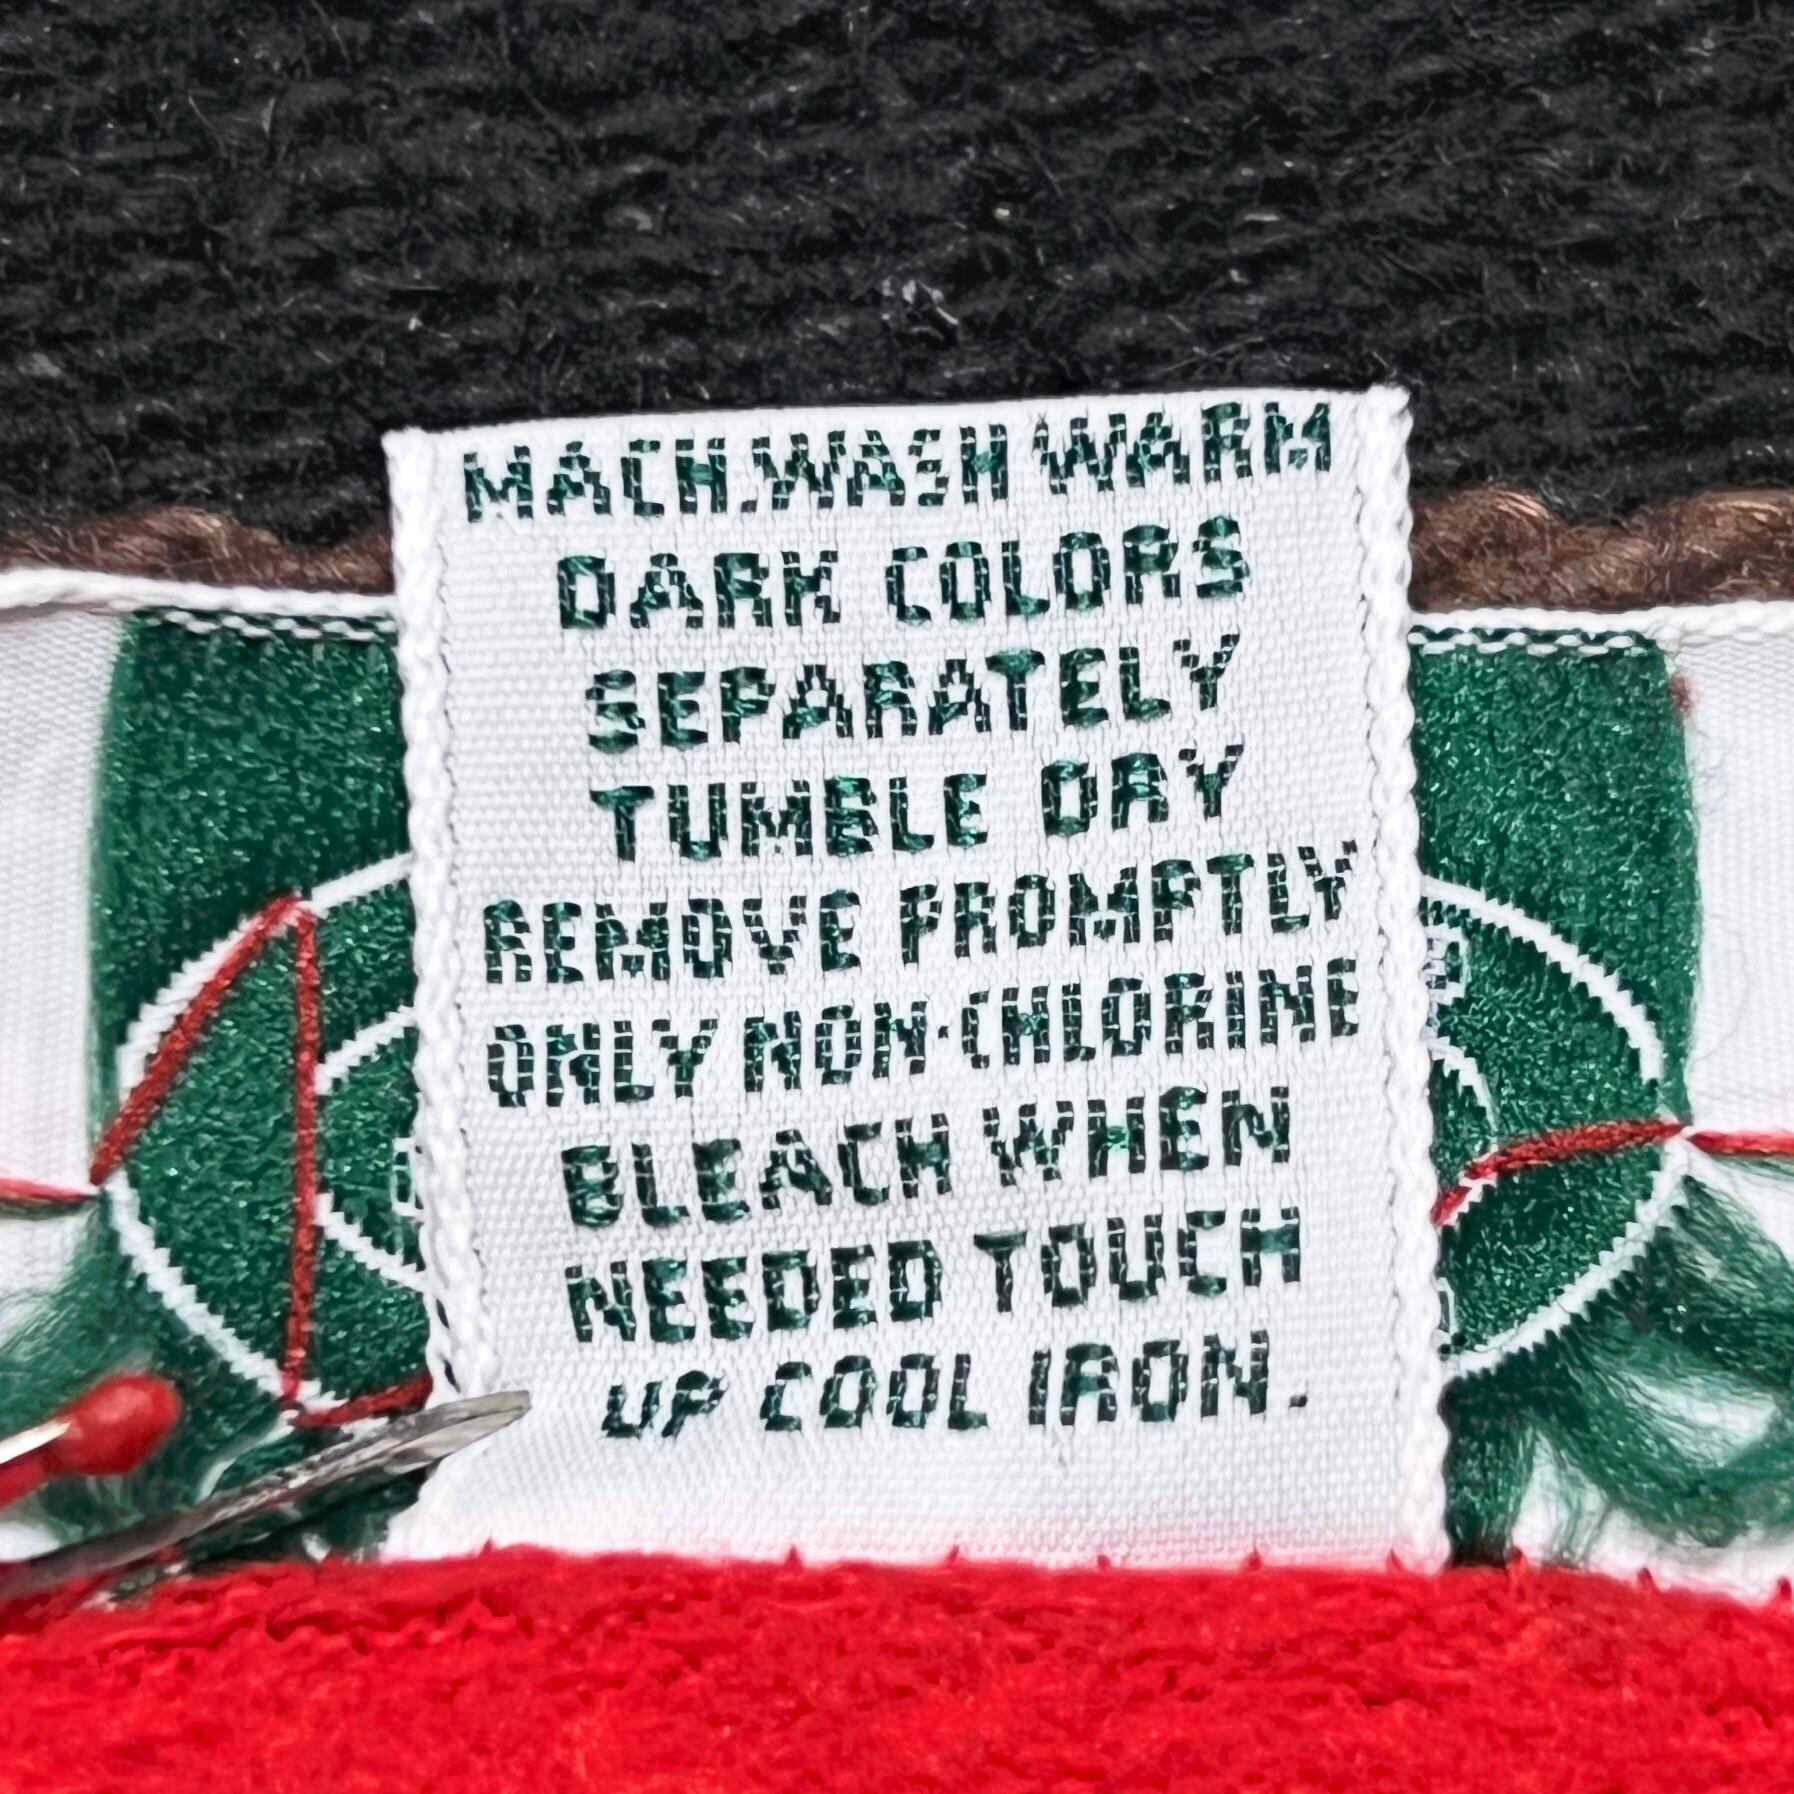 MACH.WASH WARM
DARK COLORS
SEPARATELY
TUMBLE DRY
REMOVE PROMPTLY
ONLY NON-CHLORINE
BLEACH WHEN
NEEDED TOUCH
UP COOL IRON.